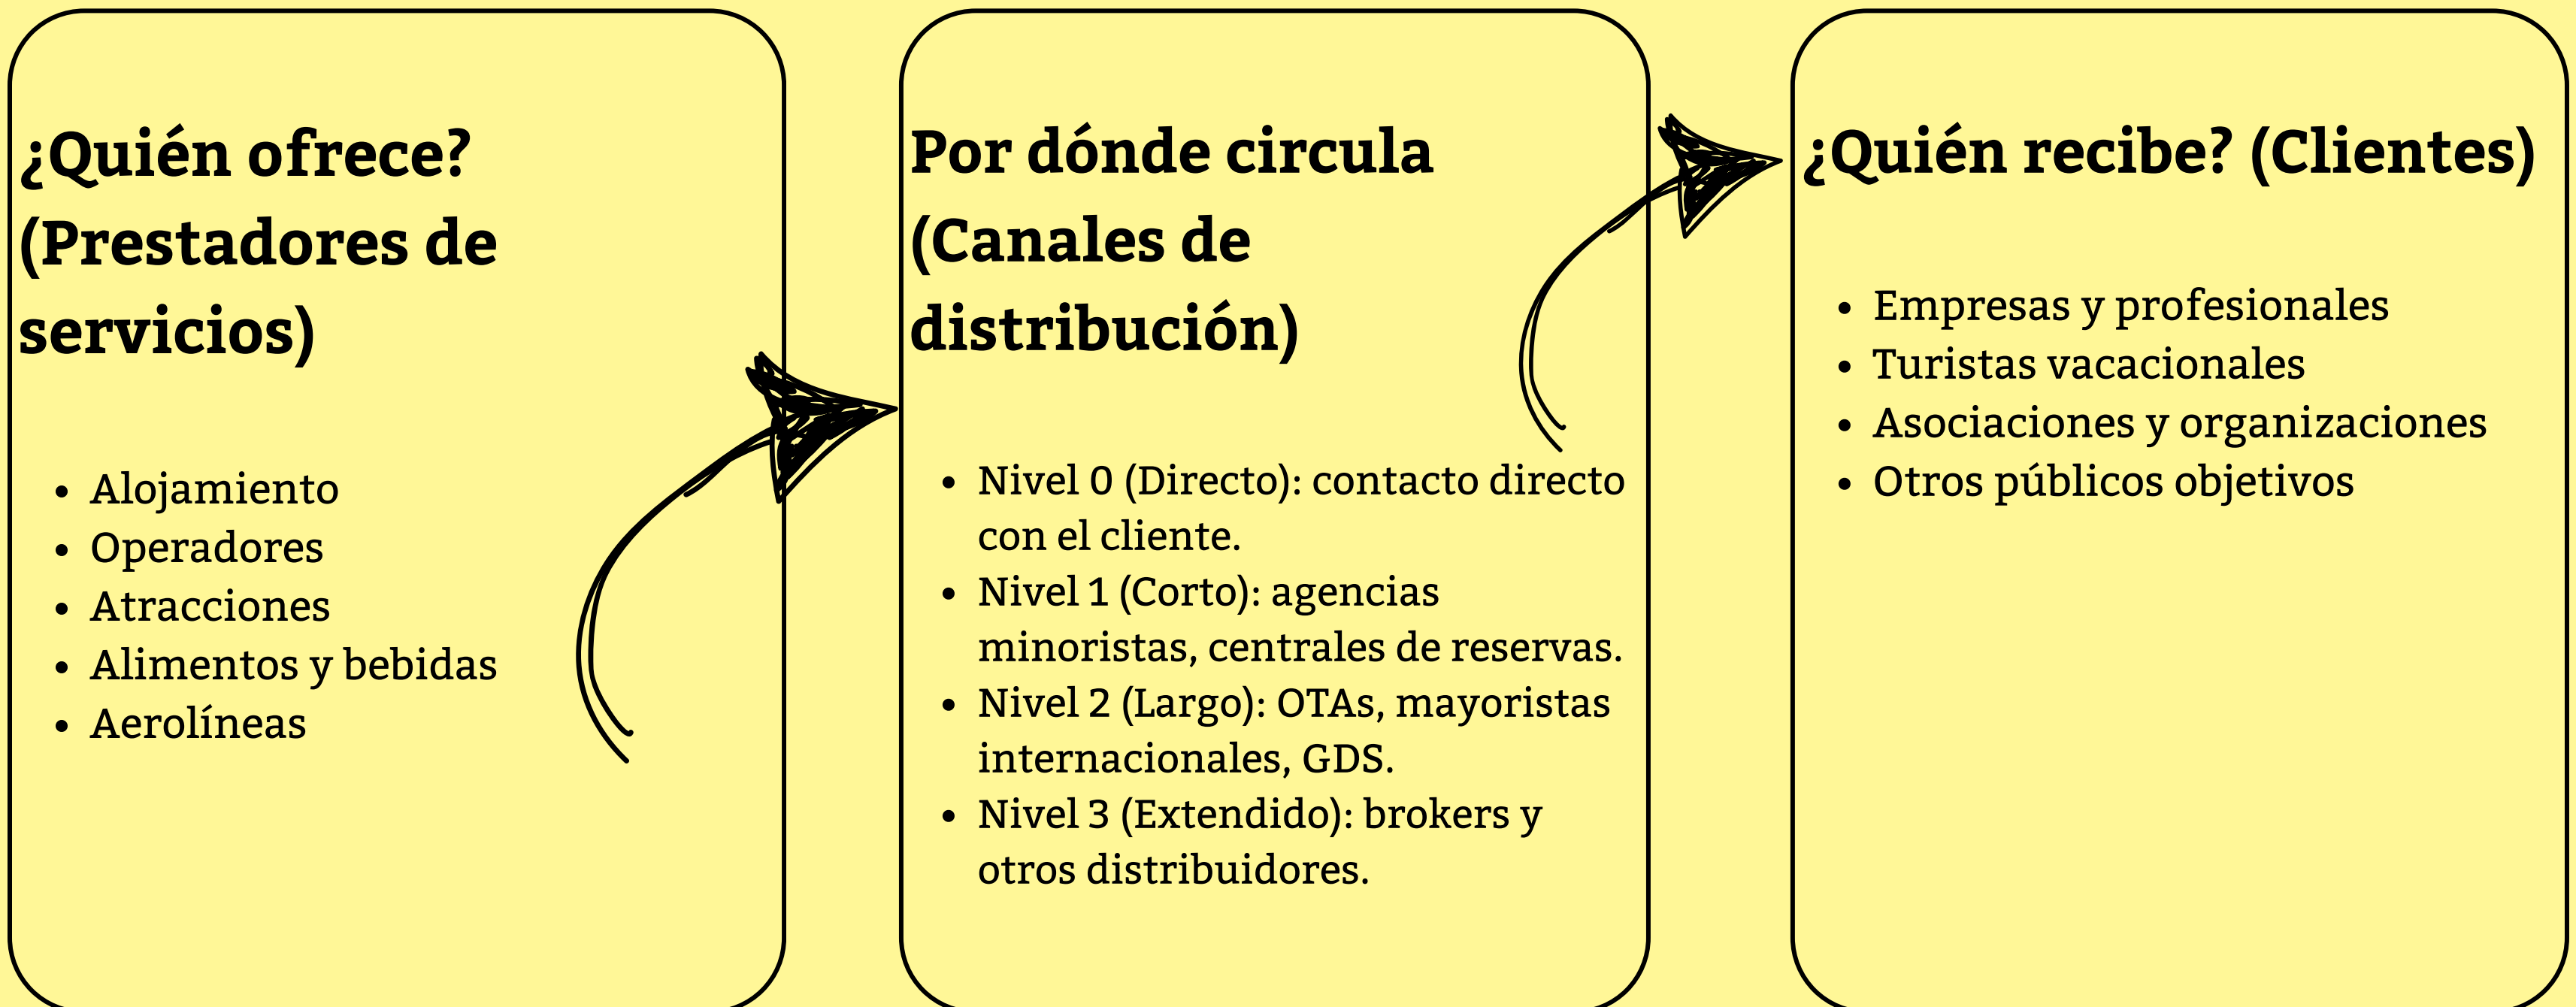 ¿Quién ofrece?
(Prestadores de
servicios)
• Alojamiento
• Operadores
• Atracciones
• Alimentos y bebidas
• Aerolíneas
Por dónde circula
(Canales de
distribución)
• Nivel 0 (Directo): contacto directo
con el cliente.
• Nivel 1 (Corto): agencias
minoristas, centrales de reservas.
• Nivel 2 (Largo): OTAs, mayoristas
internacionales, GDS.
• Nivel 3 (Extendido): brokers y
otros distribuidores.
¿Quién recibe? (Clientes)
• Empresas y profesionales
• Turistas vacacionales
• Asociaciones y organizaciones
• Otros públicos objetivos